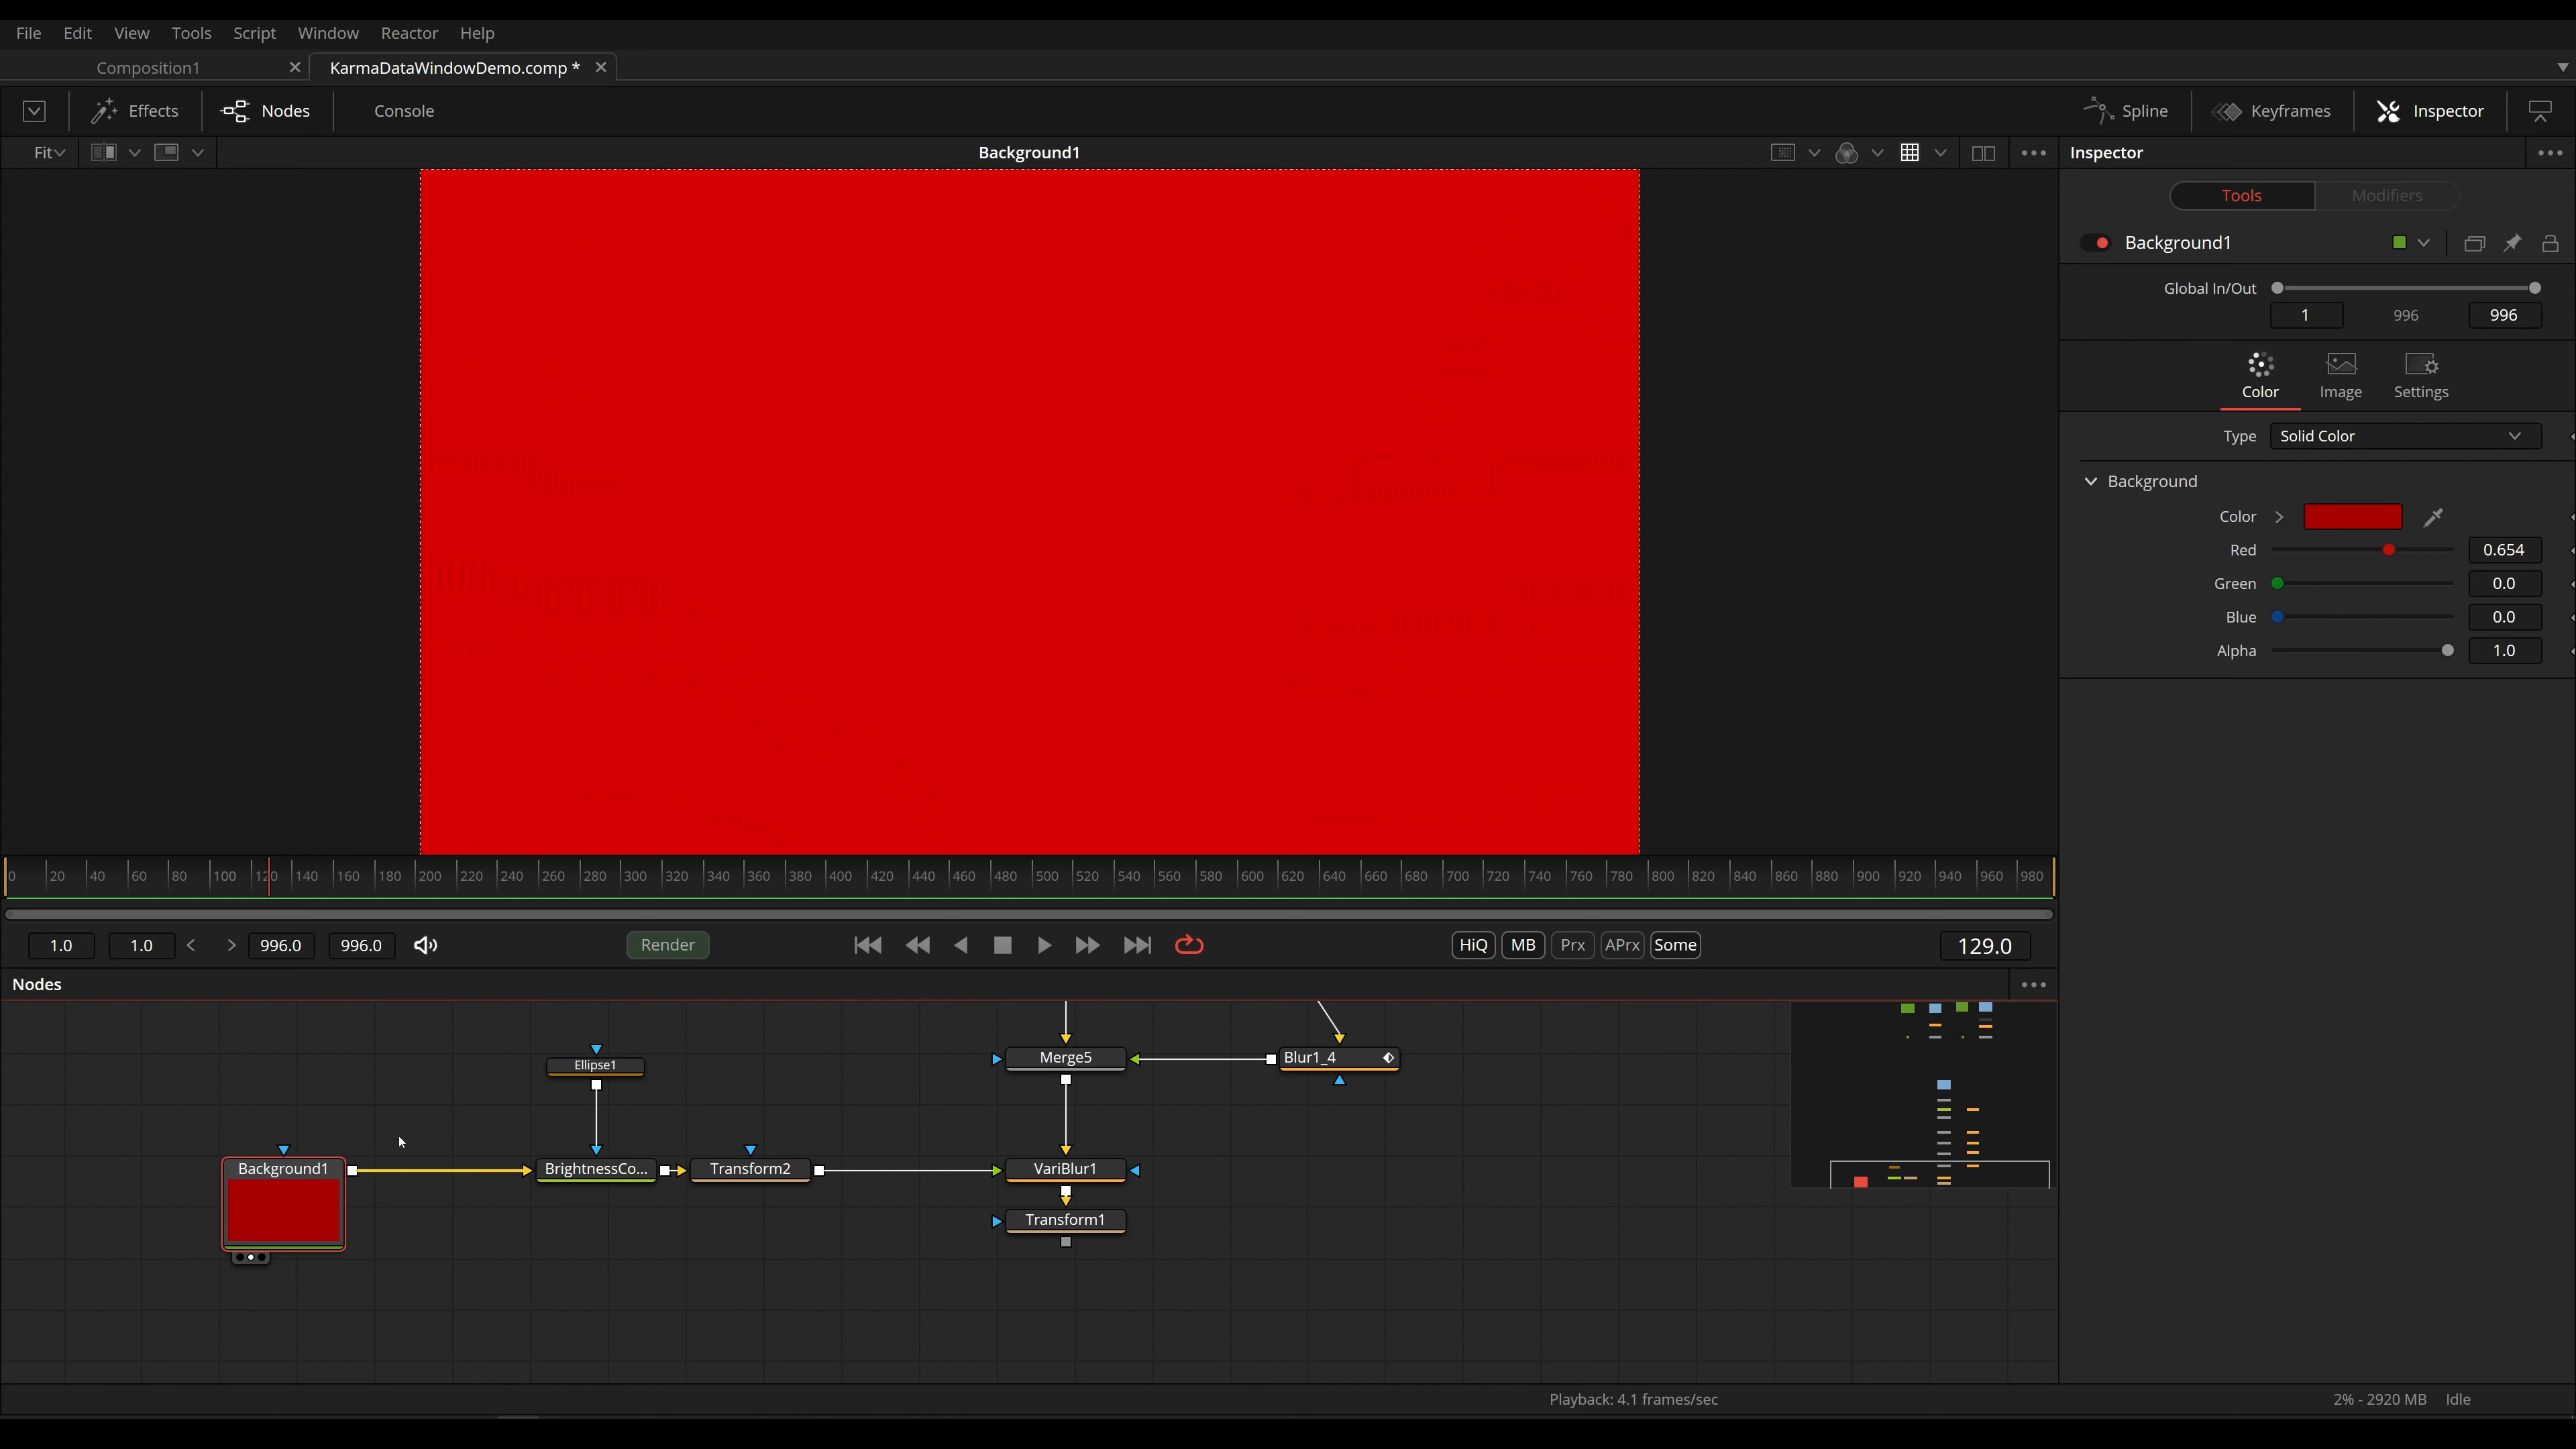 File Edit View Tools Script Window Reactor Help
Composition1 KarmaDataWindowDemo.comp *
Effects Nodes Console Spline Keyframes Inspector
Fit Background1 Inspector
Tools Modifiers
Background1
Global In/Out
1 996 996
Color Image Settings
Type Solid Color
Background
Color
Red 0.654
Green 0.0
Blue 0.0
Alpha 1.0
0 20 40 60 80 100 120 140 160 180 200 220 240 260 280 300 320 340 360 380 400 420 440 460 480 500 520 540 560 580 600 620 640 660 680 700 720 740 760 780 800 820 840 860 880 900 920 940 960 980
1.0 1.0 996.0 996.0 Render HiQ MB Prx APrx Some 129.0
Nodes
Merge5 Blur1_4
Ellipse1
Background1 BrightnessCo... Transform2 VariBlur1
Transform1
Playback: 4.1 frames/sec 2% - 2920 MB Idle